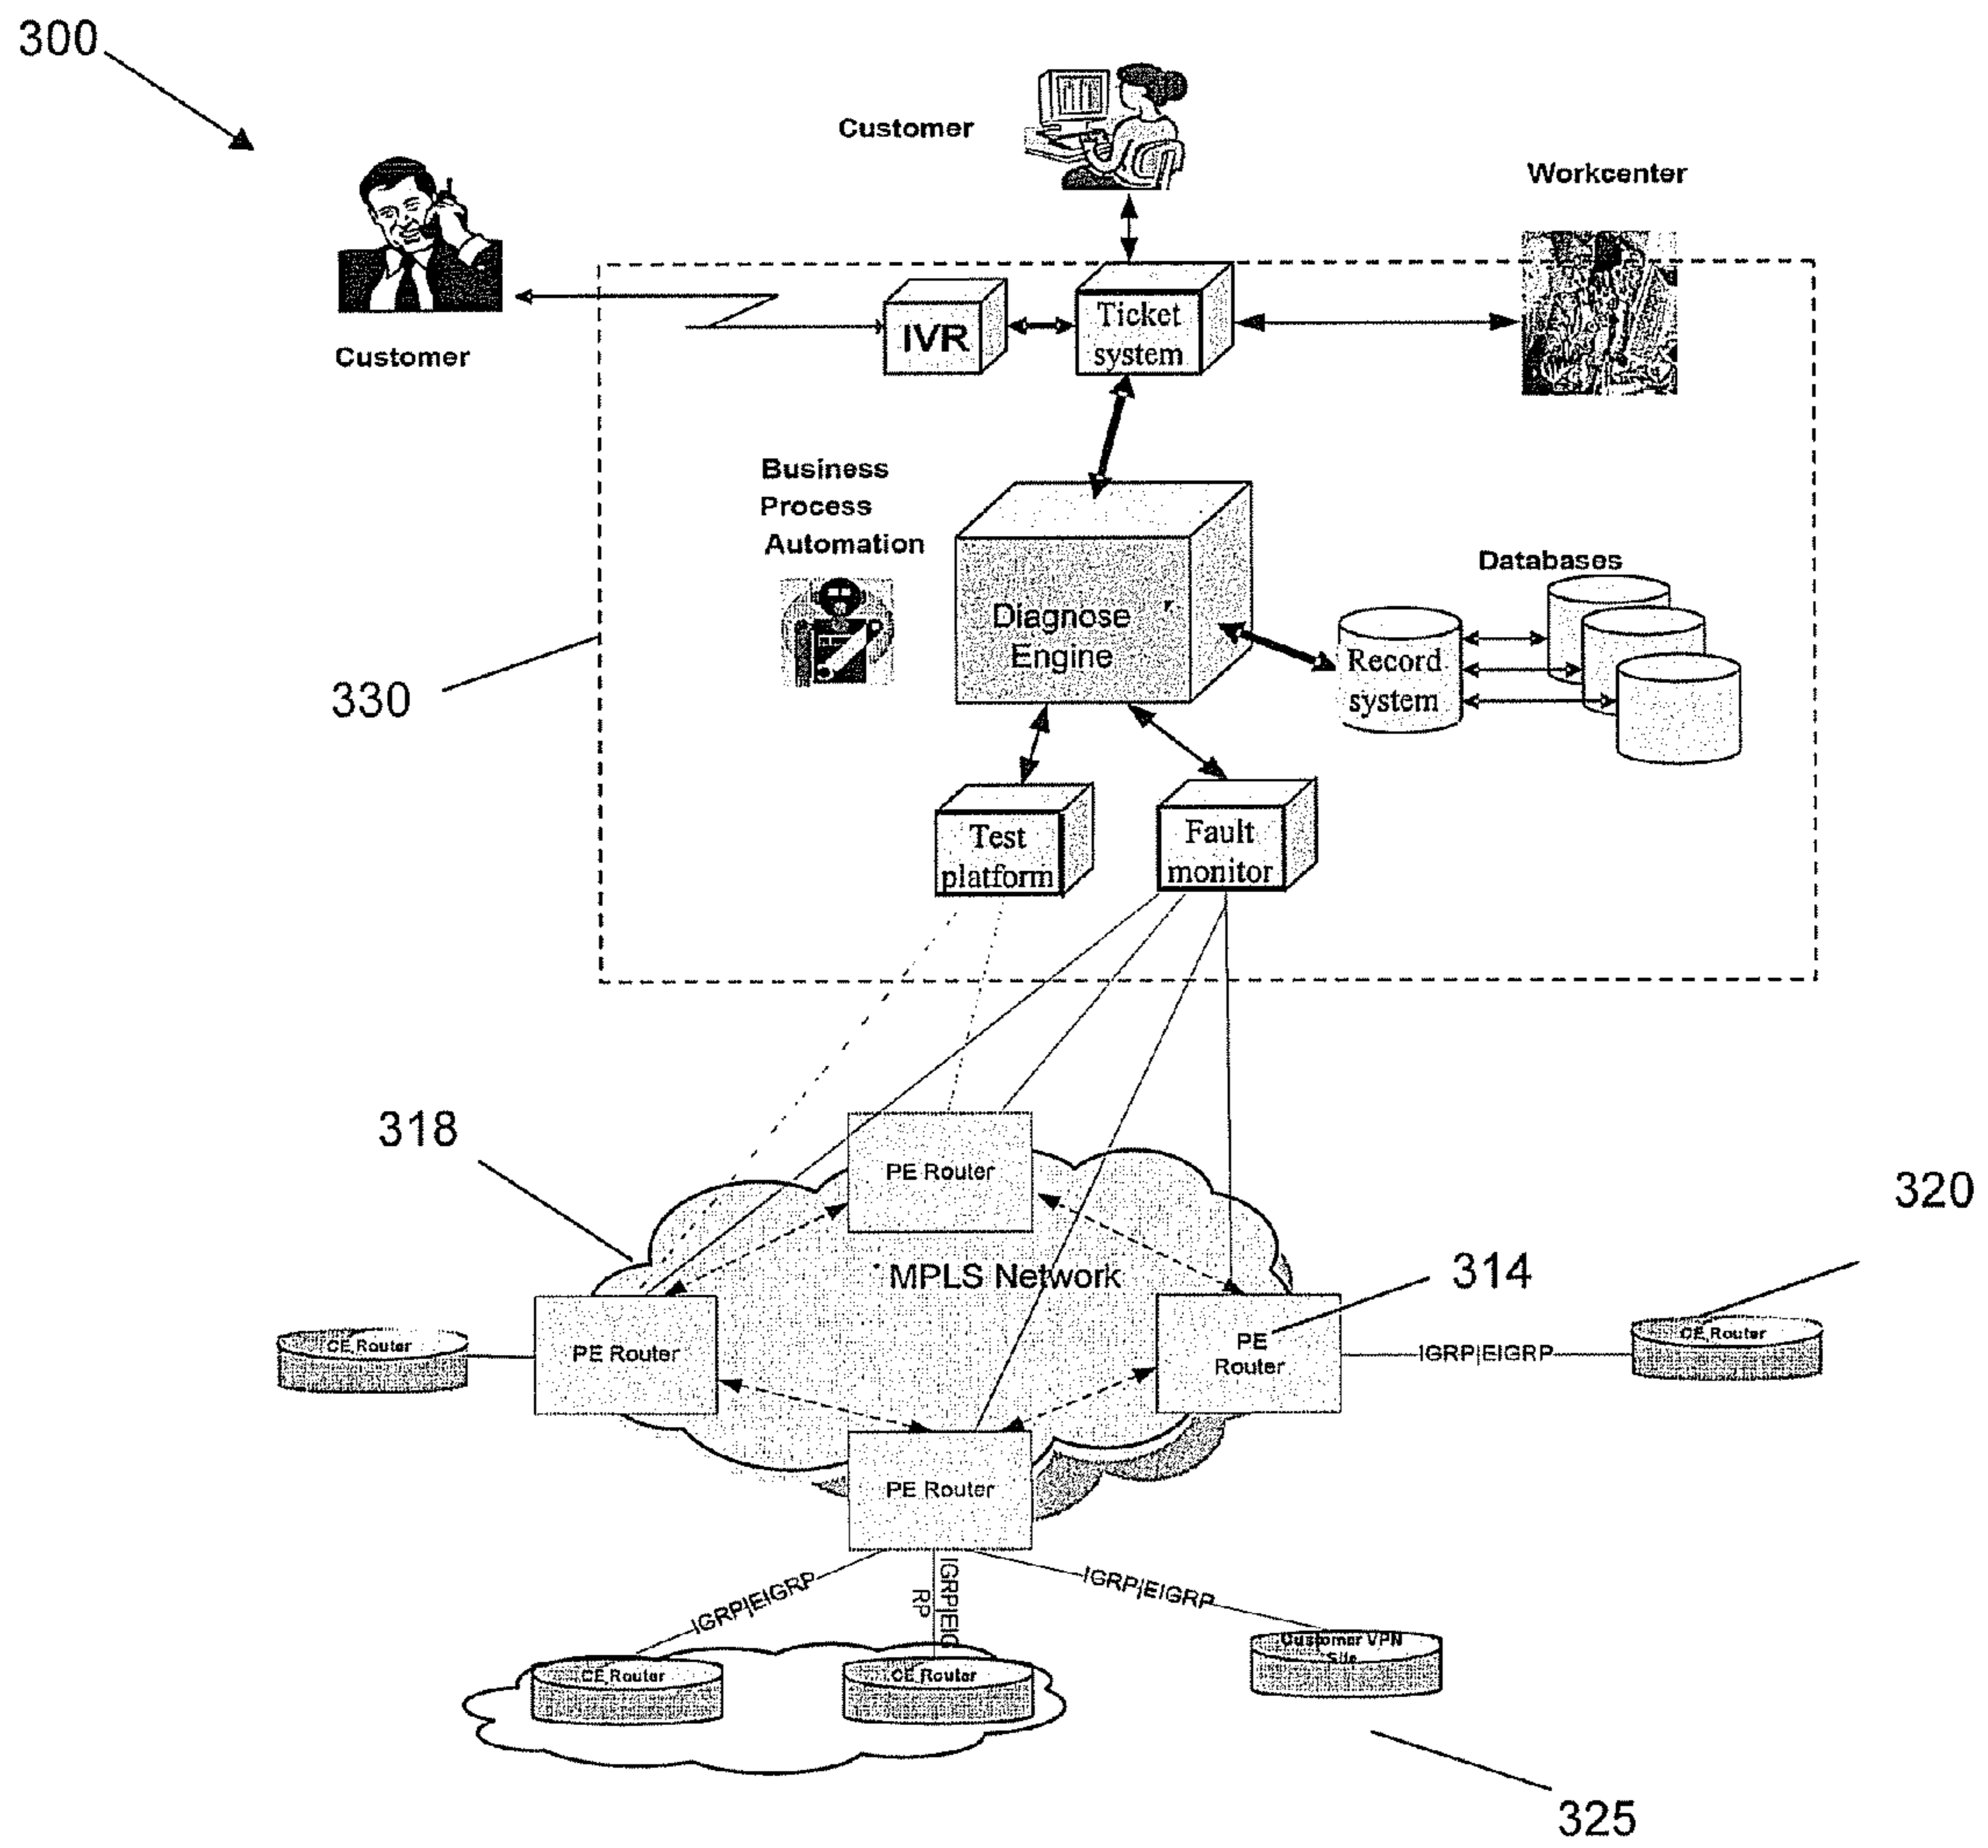 300
Customer
Workcenter
Customer
IVR
Ticket
system
Business
Process
Automation
Databases
Diagnose
Engine
Record
system
330
Test
platform
Fault
monitor
318
PE Router
320
MPLS Network
314
CE Router
PE Router
PE
Router
IGRP|EIGRP
CE Router
PE Router
IGRP|EIGRP
IGRP|EIG
RP
IGRP|EIGRP
CE Router
CE Router
Customer VPN
Site
325